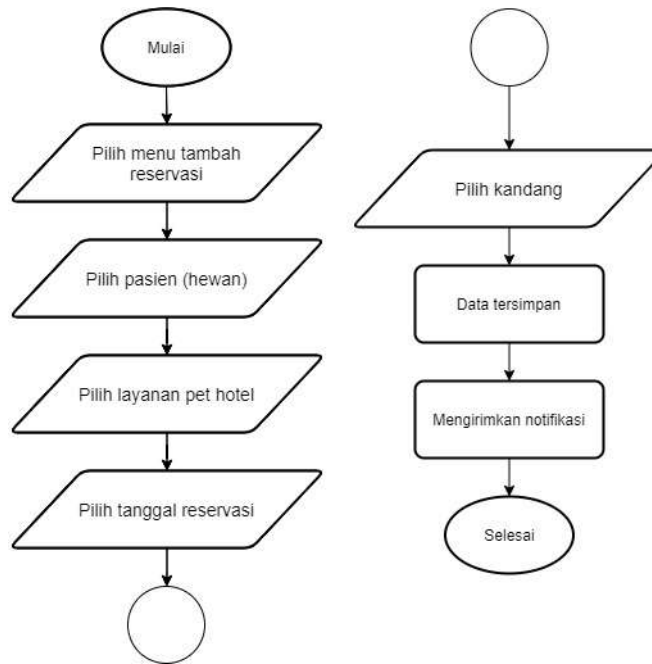 Mulai
Pilih menu tambah
reservasi
Pilih pasien (hewan)
Pilih layanan pet hotel
Pilih tanggal reservasi
Pilih kandang
Data tersimpan
Mengirimkan notifikasi
Selesai